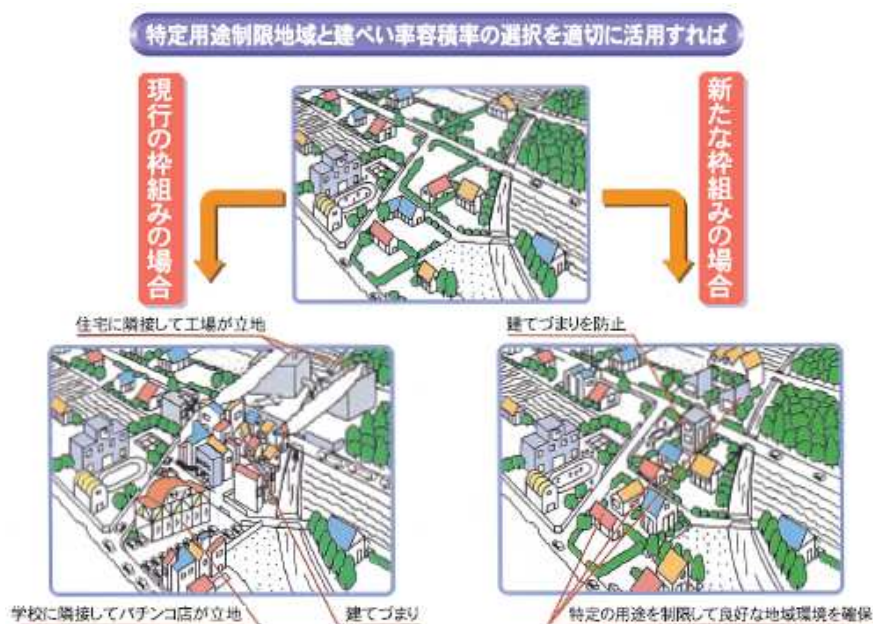 特定用途制限地域と建ぺい率容積率の選択を適切に活用すれば
現行の枠組みの場合
新たな枠組みの場合
住宅に隣接して工場が立地
建てづまりを防止
学校に隣接してパチンコ店が立地
建てづまり
特定の用途を制限して良好な地域環境を確保